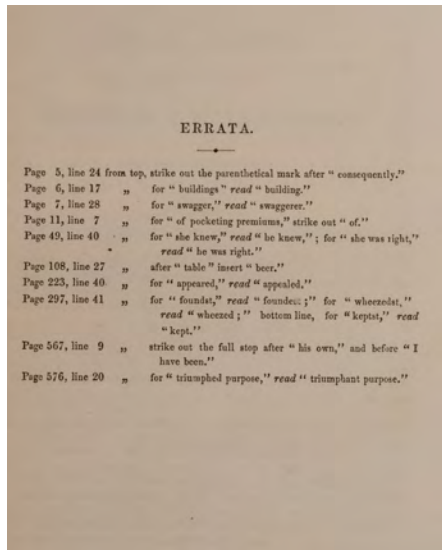 ERRATA.
Page 5, line 24 from top, strike out the parenthetical mark after “ consequently.”
Page 6, line 17 „ for “ buildings ” read “ building.”
Page 7, line 28 „ for “ swagger,” read “ swaggerer.”
Page 11, line 7 „ for “ of pocketing premiums,” strike out “ of.”
Page 49, line 40 „ for “ she knew,” read “ he knew,” ; for “ she was right,”
read “ he was right.”
Page 108, line 27 „ after “ table ” insert “ beer.”
Page 223, line 40 „ for “ appeared,” read “ appealed.”
Page 297, line 41 „ for “ foundst,” read “ foundest ;” for “ wheezedst,”
read “ wheezed ; ” bottom line, for “ keptst,” read
“ kept.”
Page 567, line 9 „ strike out the full stop after “ his own,” and before “ I
have been.”
Page 576, line 20 „ for “ triumphed purpose,” read “ triumphant purpose.”